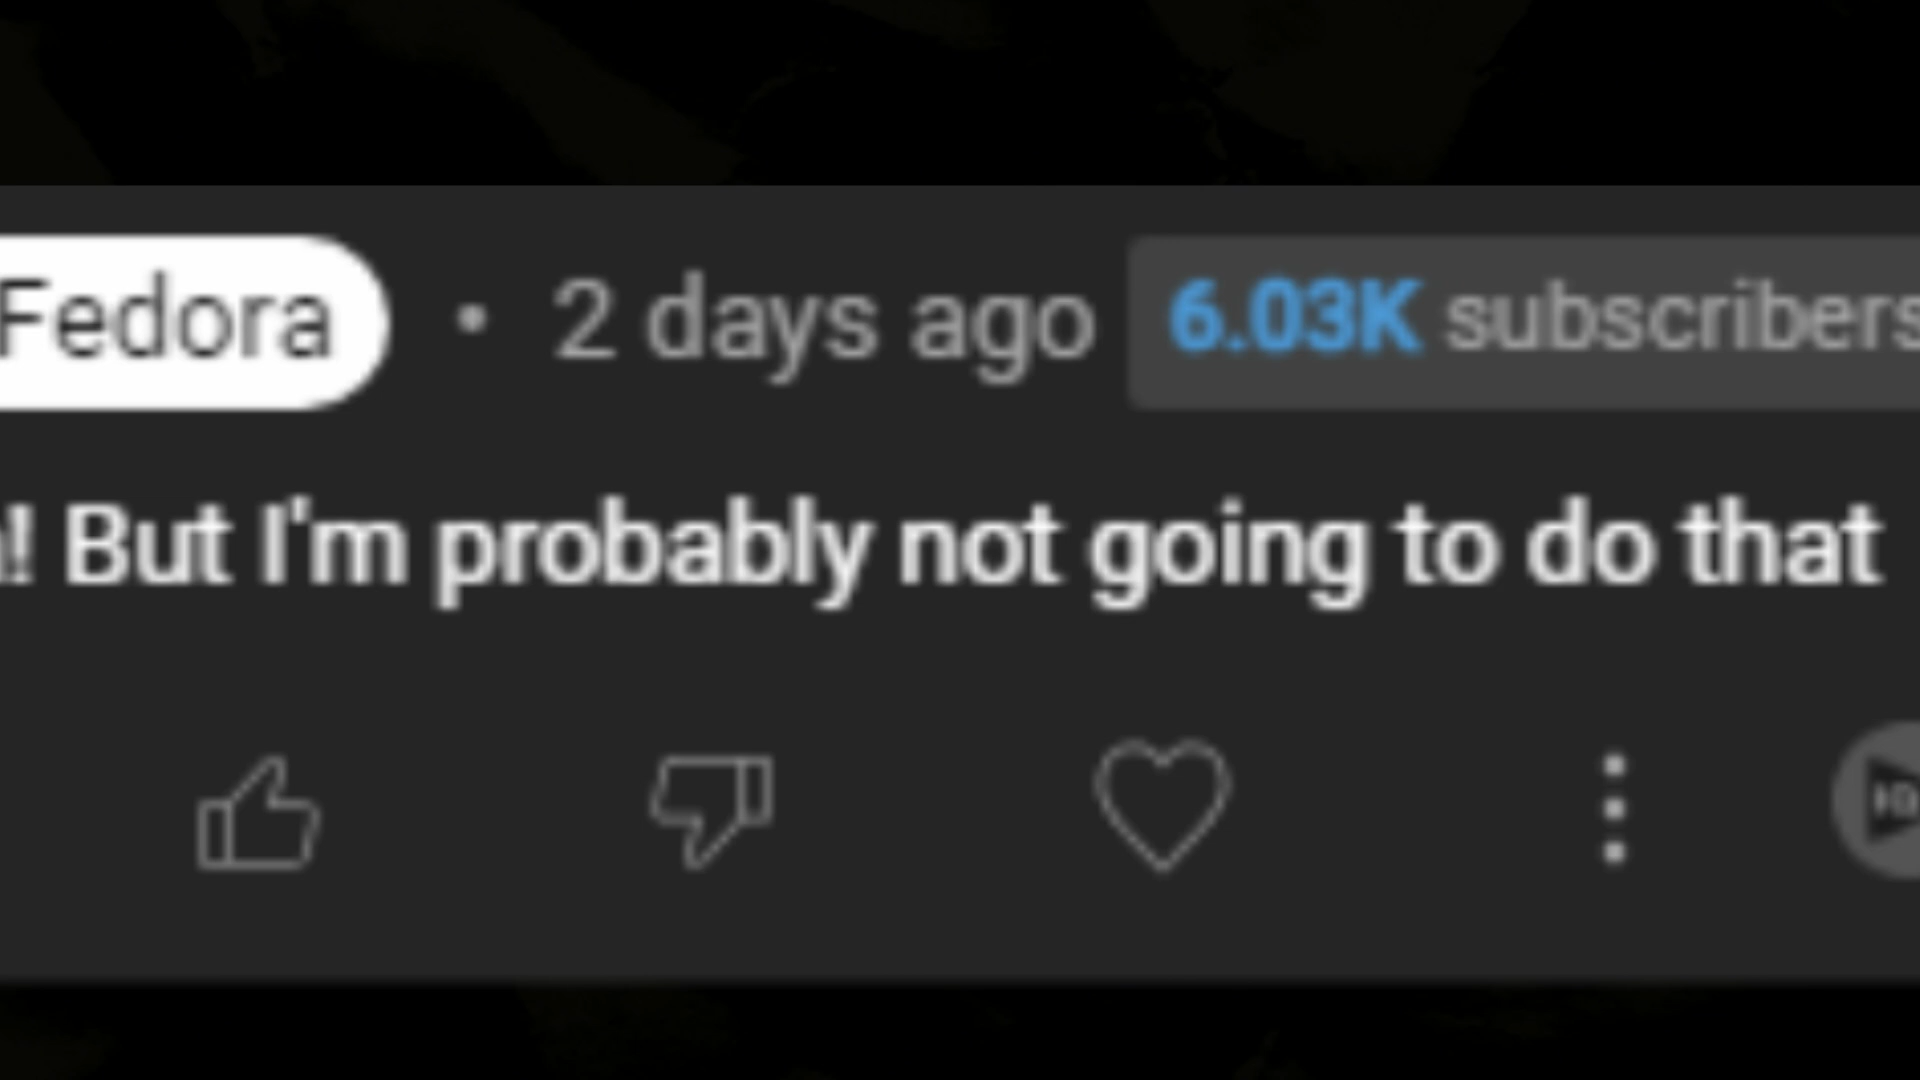 Fedora • 2 days ago 6.03K subscribers
! But I'm probably not going to do that